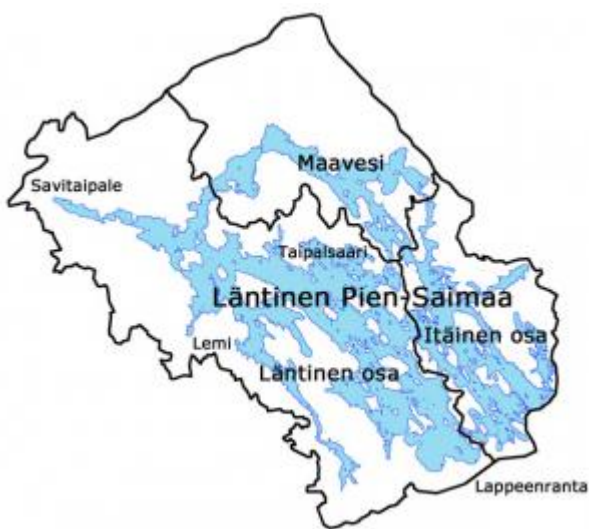 Maavesi
Savitaipale
Taipalsaari
Läntinen Pien-Saimaa
Itäinen osa
Lemi
Läntinen osa
Lappeenranta